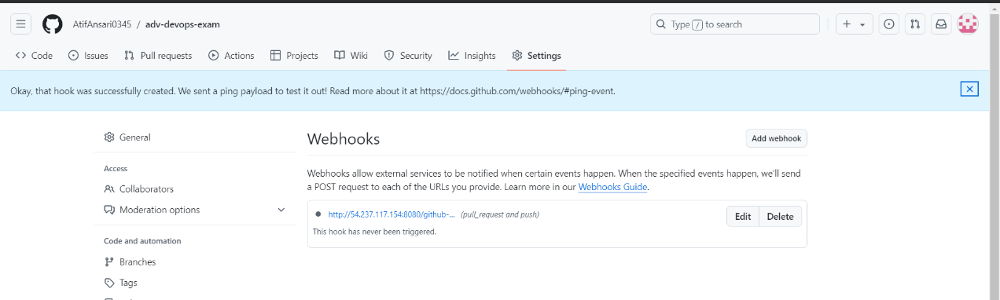 AtifAnsari0345 / adv-devops-exam
Type / to search
Code Issues Pull requests Actions Projects Wiki Security Insights Settings
Okay, that hook was successfully created. We sent a ping payload to test it out! Read more about it at https://docs.github.com/webhooks/#ping-event.
General
Access
Collaborators
Moderation options
Code and automation
Branches
Tags
Webhooks
Add webhook
Webhooks allow external services to be notified when certain events happen. When the specified events happen, we'll send
a POST request to each of the URLs you provide. Learn more in our Webhooks Guide.
http://54.237.117.154:8080/github-... (pull_request and push)
Edit Delete
This hook has never been triggered.